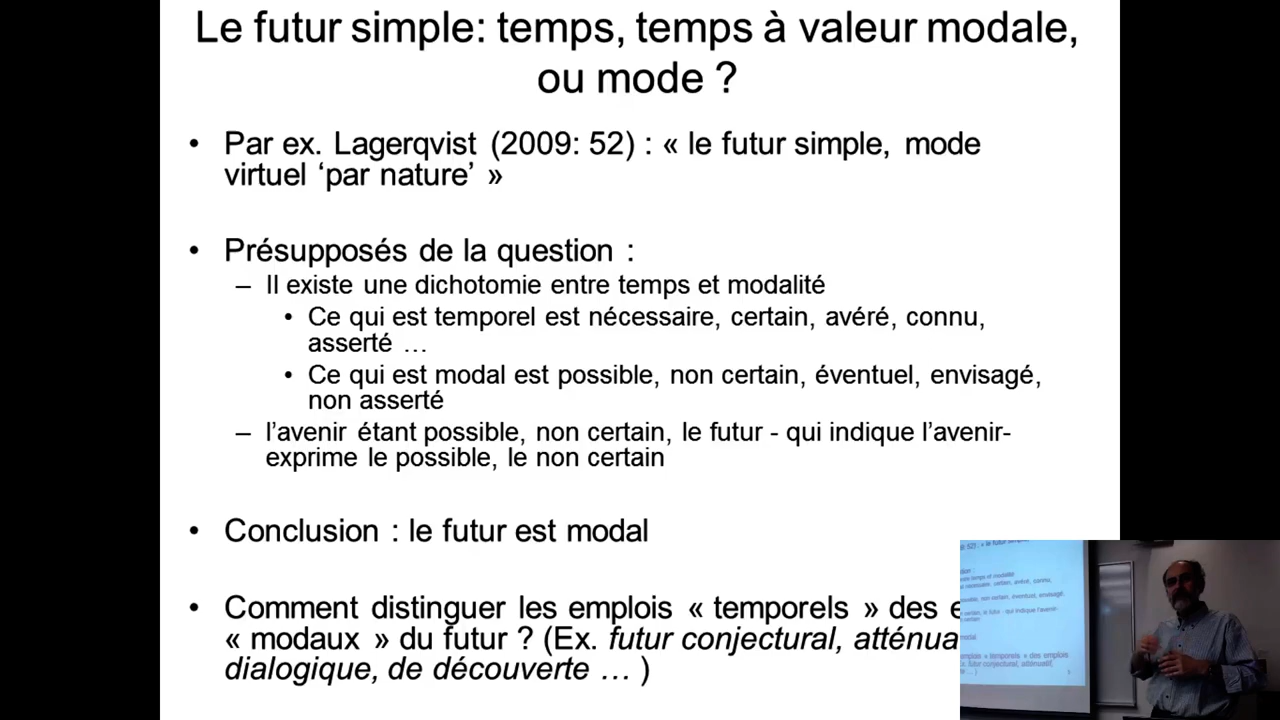 Le futur simple: temps, temps à valeur modale,
ou mode ?
• Par ex. Lagerqvist (2009: 52) : « le futur simple, mode
virtuel ‘par nature’ »
• Présupposés de la question :
– Il existe une dichotomie entre temps et modalité
• Ce qui est temporel est nécessaire, certain, avéré, connu,
asserté …
• Ce qui est modal est possible, non certain, éventuel, envisagé,
non asserté
– l’avenir étant possible, non certain, le futur - qui indique l’avenir-
exprime le possible, le non certain
• Conclusion : le futur est modal
• Comment distinguer les emplois « temporels » des
« modaux » du futur ? (Ex. futur conjectural,
dialogique, de découverte … )